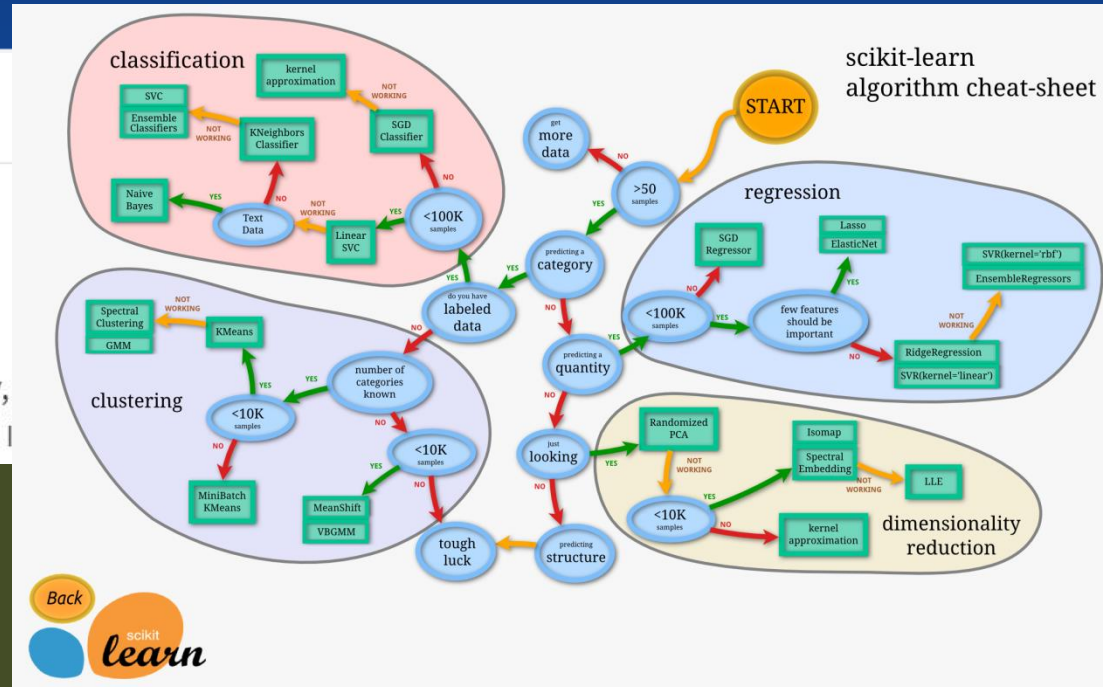 scikit-learn
algorithm cheat-sheet
START
classification
kernel
approximation
NOT
WORKING
SVC
Ensemble
Classifiers
NOT
WORKING
KNeighbors
Classifier
SGD
Classifier
NO
Naive
Bayes
YES
Text
Data
NO
NOT
WORKING
Linear
SVC
YES
<100K
samples
YES
get
more
data
NO
>50
samples
YES
predicting a
category
YES
do you have
labeled
data
NO
NO
predicting a
quantity
YES
NO
just
looking
YES
NO
predicting
structure
tough
luck
regression
SGD
Regressor
NO
<100K
samples
YES
few features
should be
important
YES
Lasso
ElasticNet
NO
RidgeRegression
SVR(kernel='linear')
NOT
WORKING
SVR(kernel='rbf')
EnsembleRegressors
clustering
Spectral
Clustering
GMM
NOT
WORKING
KMeans
YES
<10K
samples
NO
MiniBatch
KMeans
YES
number of
categories
known
NO
<10K
samples
YES
NO
MeanShift
VBGMM
dimensionality
reduction
Randomized
PCA
NOT
WORKING
<10K
samples
YES
Isomap
Spectral
Embedding
NOT
WORKING
LLE
NO
kernel
approximation
Back
scikit
learn